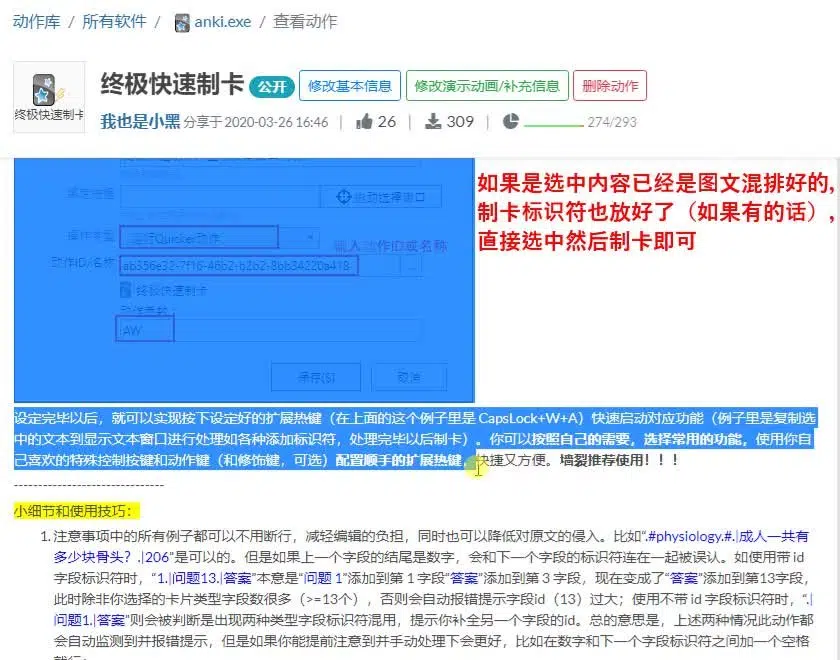 动作库 / 所有软件 / anki.exe / 查看动作
终极快速制卡 公开 修改基本信息 修改演示动画/补充信息 删除动作
终极快速制卡
我也是小黑 分享于 2020-03-26 16:46 | 26 | 309 | 274/293
如果是选中内容已经是图文混排好的,
制卡标识符也放好了（如果有的话）,
直接选中然后制卡即可
操作类型 运行Quicker动作
输入动作ID或名称
动作ID/名称 ab356e32-7f16-46b2-b2b2-8bb34220a418 ...
终极快速制卡
动作参数:
AW
保存(S) 取消
设定完毕以后，就可以实现按下设定好的扩展热键（在上面的这个例子里是 CapsLock+W+A）快速启动对应功能（例子里是复制选
中的文本到显示文本窗口进行处理如各种添加标识符，处理完毕以后制卡）。你可以按照自己的需要，选择常用的功能，使用你自
己喜欢的特殊控制按键和动作键（和修饰键，可选）配置顺手的扩展热键，快捷又方便。墙裂推荐使用！！！
------------------------------
小细节和使用技巧：
1. 注意事项中的所有例子都可以不用断行，减轻编辑的负担，同时也可以降低对原文的侵入。比如“.#physiology.#.|成人一共有
多少块骨头？.|206”是可以的。但是如果上一个字段的结尾是数字，会和下一个字段的标识符连在一起被误认。如使用带 id
字段标识符时，“1.|问题13.|答案”本意是“问题 1”添加到第 1 字段“答案”添加到第 3 字段，现在变成了“答案”添加到第13字段，
此时除非你选择的卡片类型字段数很多（>=13个），否则会自动报错提示字段id（13）过大；使用不带 id 字段标识符时，“.|
问题1.|答案”则会被判断是出现两种类型字段标识符混用，提示你补全另一个字段的id。总的意思是，上述两种情况此动作都
会自动监测到并报错提示，但是如果你能提前注意到并手动处理下会更好，比如在数字和下一个字段标识符之间加一个空格